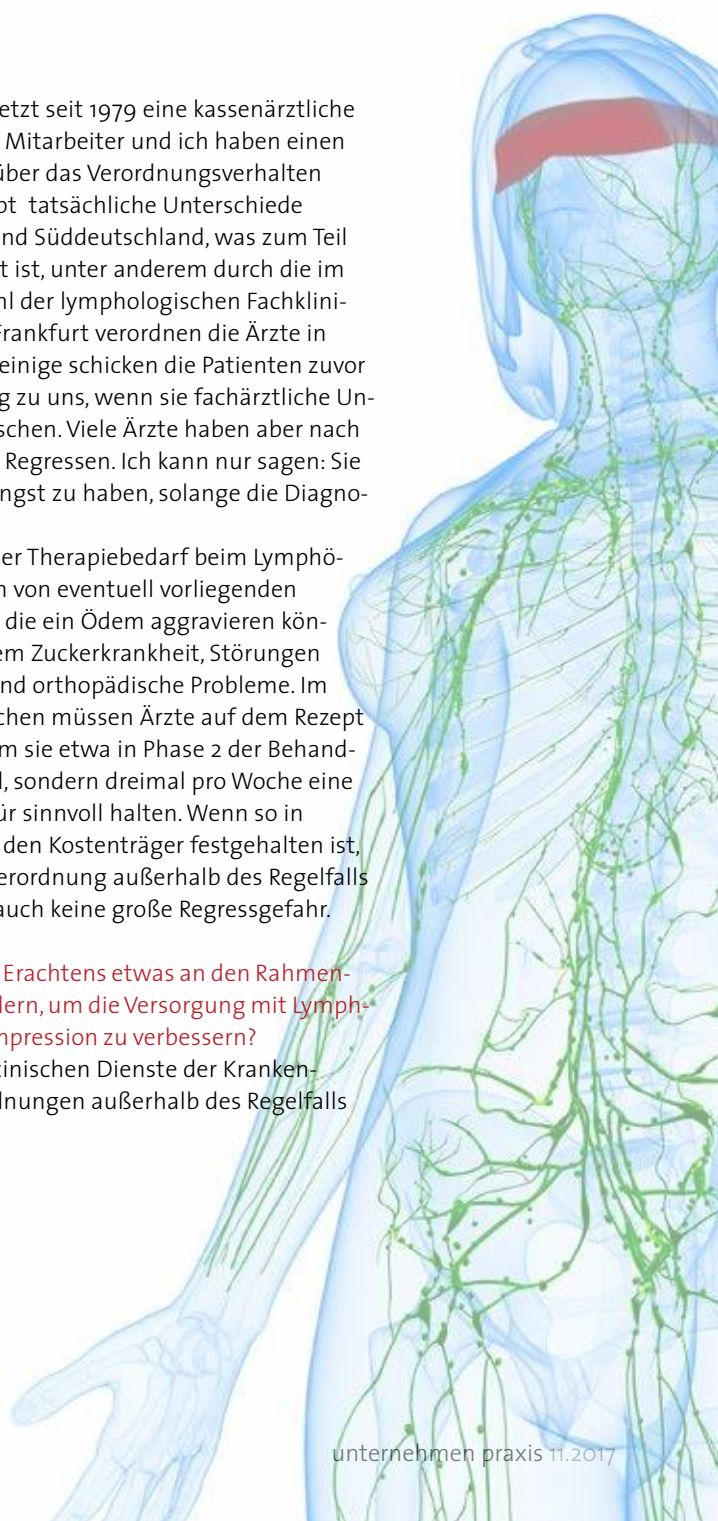 etzt seit 1979 eine kassenärztliche
Mitarbeiter und ich haben einen
über das Verordnungsverhalten
bt tatsächliche Unterschiede
nd Süddeutschland, was zum Teil
t ist, unter anderem durch die im
hl der lymphologischen Fachklini-
Frankfurt verordnen die Ärzte in
einige schicken die Patienten zuvor
g zu uns, wenn sie fachärztliche Un-
schen. Viele Ärzte haben aber nach
Regressen. Ich kann nur sagen: Sie
ngst zu haben, solange die Diagno-
er Therapiebedarf beim Lymphö-
n von eventuell vorliegenden
die ein Ödem aggravieren kön-
em Zuckerkrankheit, Störungen
nd orthopädische Probleme. Im
chen müssen Ärzte auf dem Rezept
m sie etwa in Phase 2 der Behand-
l, sondern dreimal pro Woche eine
ür sinnvoll halten. Wenn so in
den Kostenträger festgehalten ist,
erordnung außerhalb des Regelfalls
auch keine große Regressgefahr.
Erachtens etwas an den Rahmen-
dern, um die Versorgung mit Lymph-
mpression zu verbessern?
zinischen Dienste der Kranken-
dnungen außerhalb des Regelfalls
unternehmen praxis 11.2017